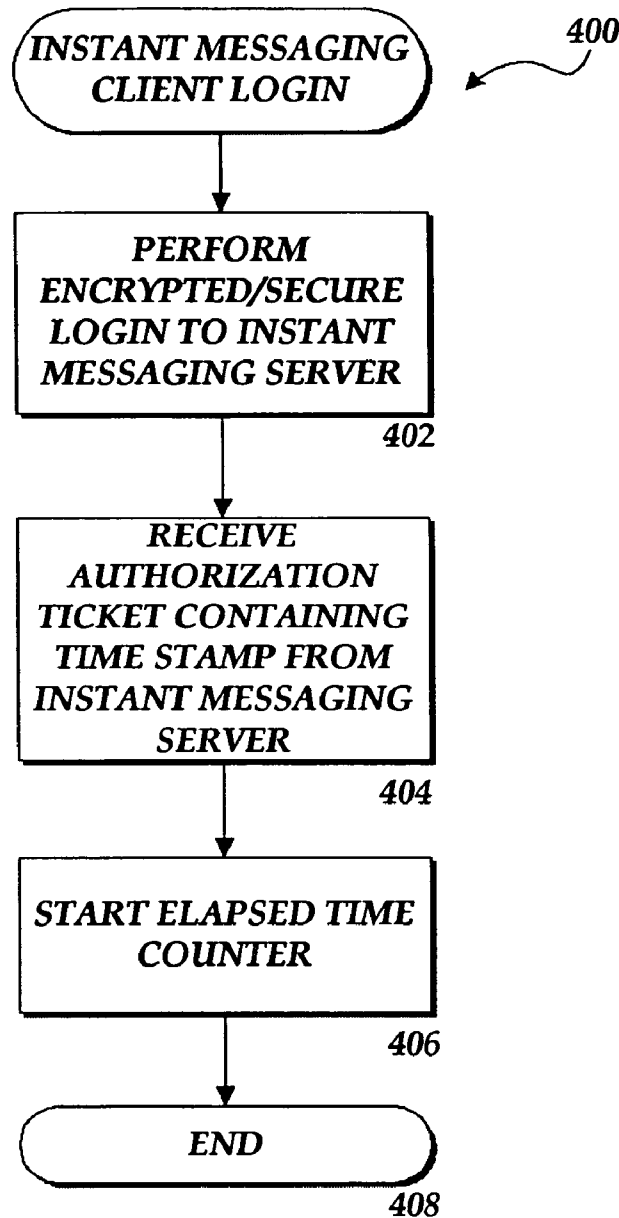 INSTANT MESSAGING
CLIENT LOGIN
400
PERFORM
ENCRYPTED/SECURE
LOGIN TO INSTANT
MESSAGING SERVER
402
RECEIVE
AUTHORIZATION
TICKET CONTAINING
TIME STAMP FROM
INSTANT MESSAGING
SERVER
404
START ELAPSED TIME
COUNTER
406
END
408